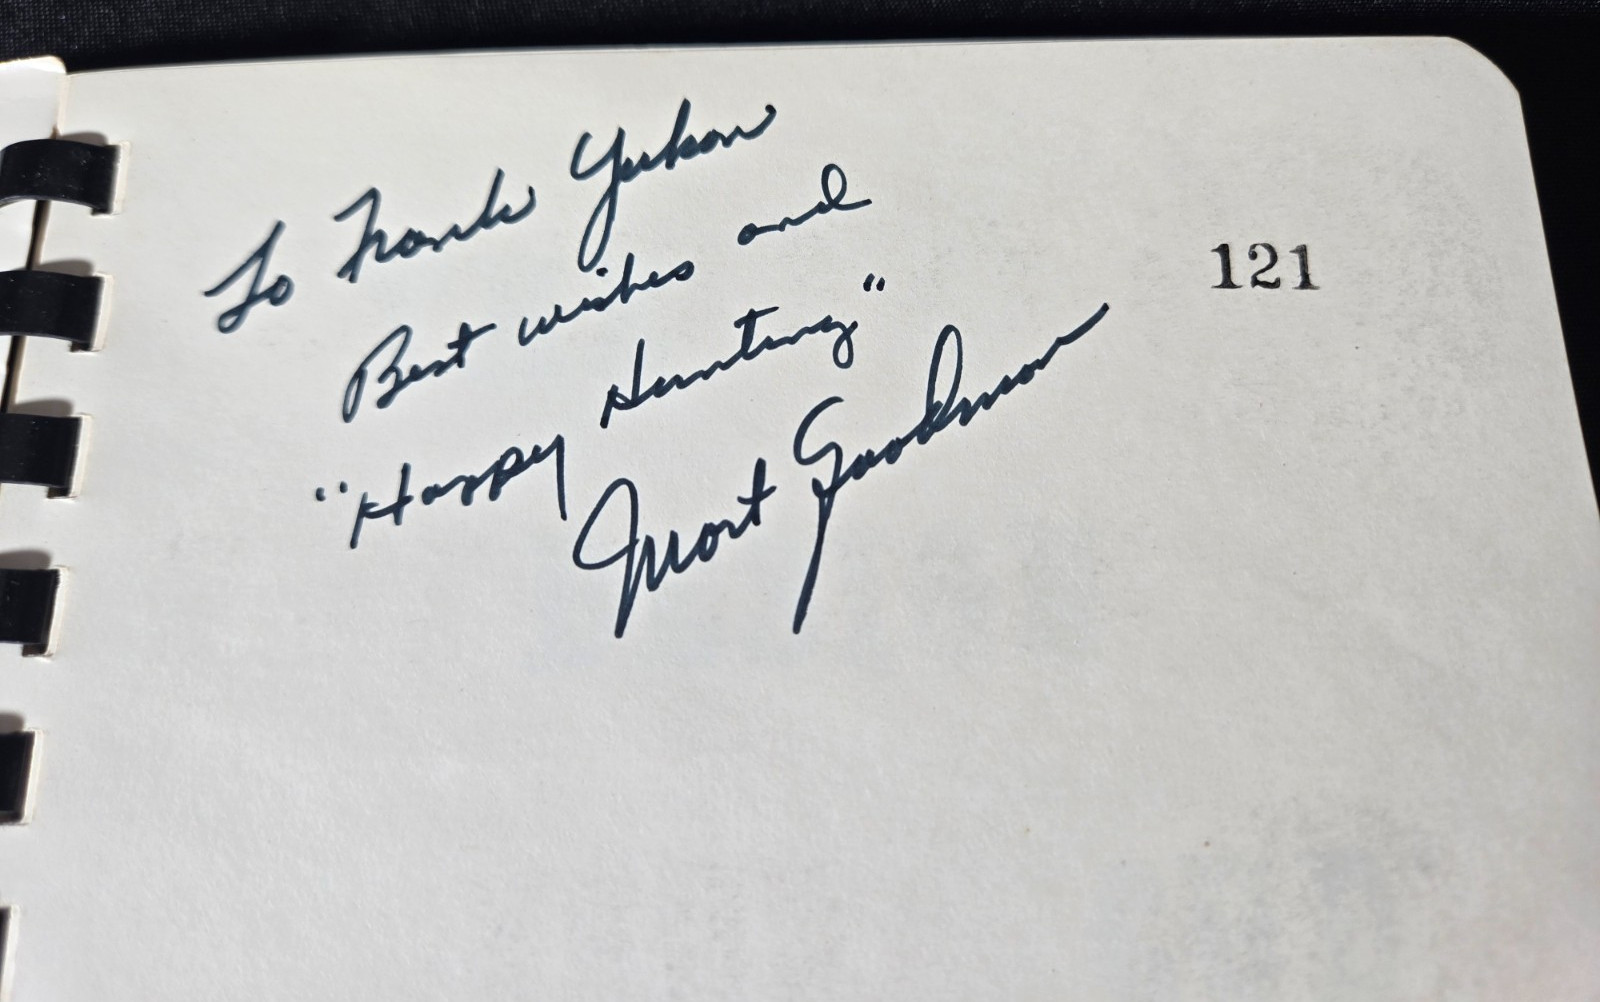 To Frank Yukon
Best wishes and
"Happy Hunting"
Mort Goodman
121